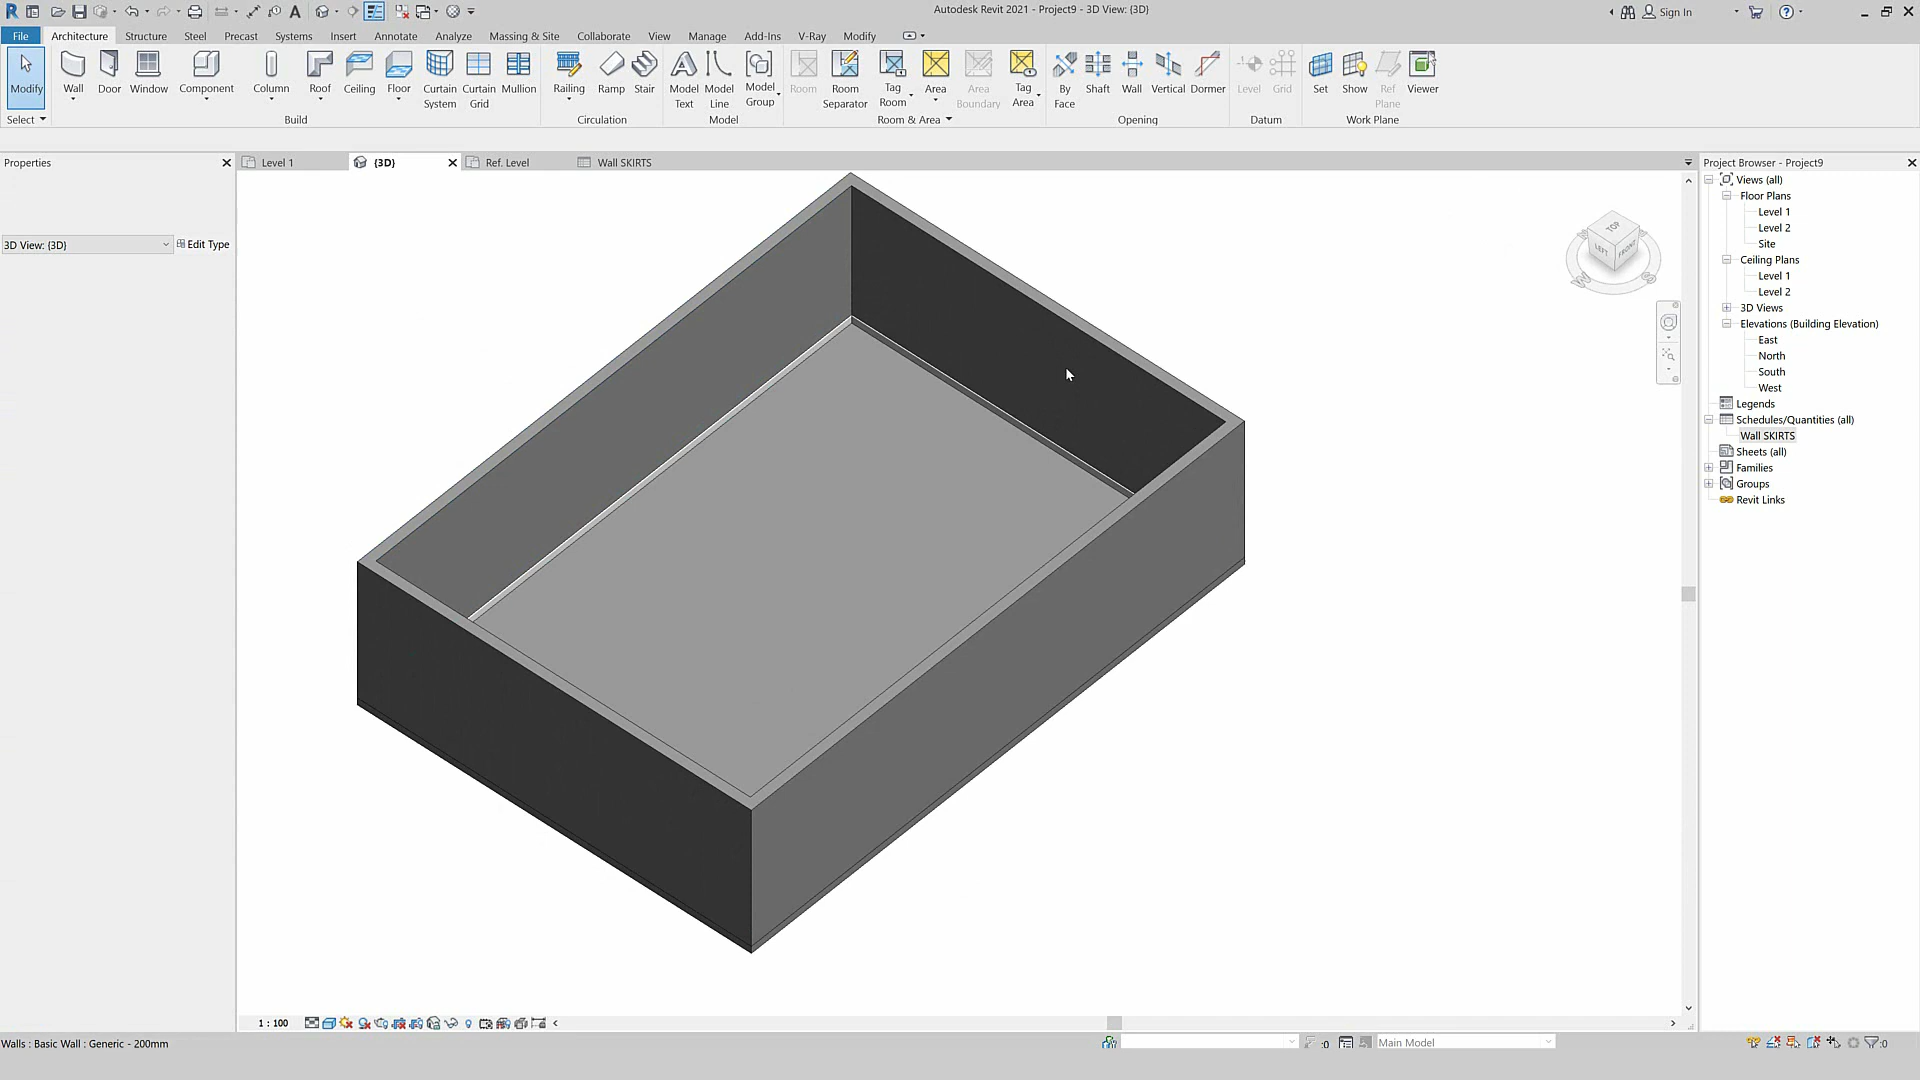 Autodesk Revit 2021 - Project9 - 3D View: {3D}
Sign In
File Architecture Structure Steel Precast Systems Insert Annotate Analyze Massing & Site Collaborate View Manage Add-Ins V-Ray Modify
Modify Wall Door Window Component Column Roof Ceiling Floor Curtain System Curtain Grid Mullion Railing Ramp Stair Model Text Model Line Model Group Room Room Separator Tag Room Area Area Boundary Tag Area By Face Shaft Wall Vertical Dormer Level Grid Set Show Ref Plane Viewer
Select Build Circulation Model Room & Area Opening Datum Work Plane
Properties
Level 1 {3D} Ref. Level Wall SKIRTS
Project Browser - Project9
3D View: {3D}
Edit Type
TOP
LEFT FRONT
W S
Views (all)
Floor Plans
Level 1
Level 2
Site
Ceiling Plans
Level 1
Level 2
3D Views
Elevations (Building Elevation)
East
North
South
West
Legends
Schedules/Quantities (all)
Wall SKIRTS
Sheets (all)
Families
Groups
Revit Links
1 : 100
Walls : Basic Wall : Generic - 200mm
:0
Main Model
:0